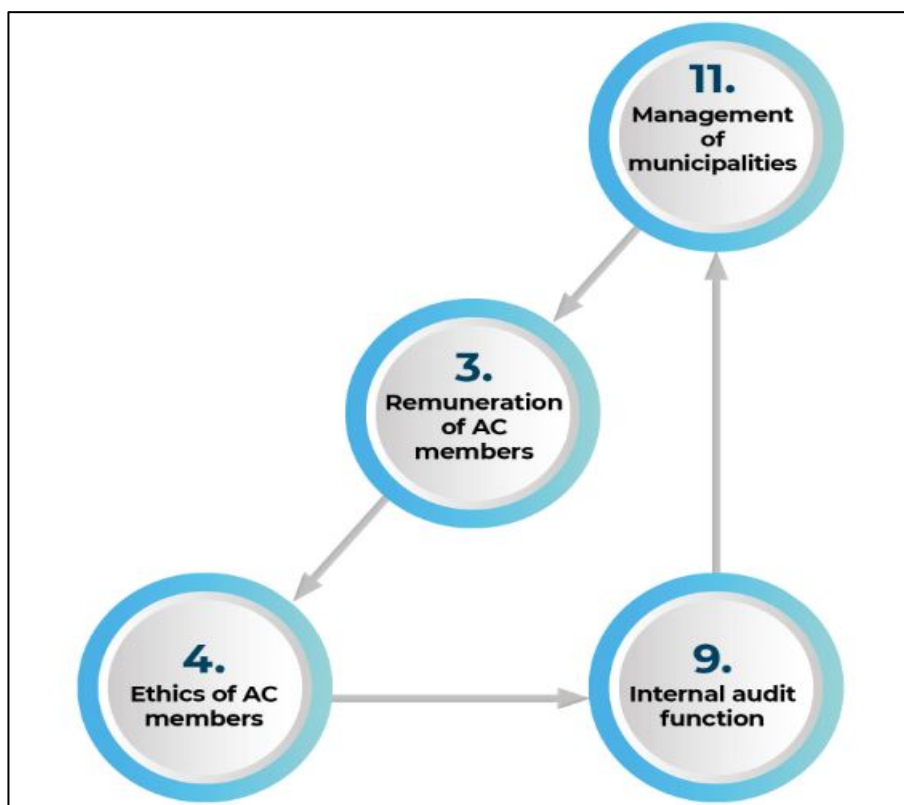 11.
Management
of
municipalities
3.
Remuneration
of AC
members
4.
Ethics of AC
members
9.
Internal audit
function